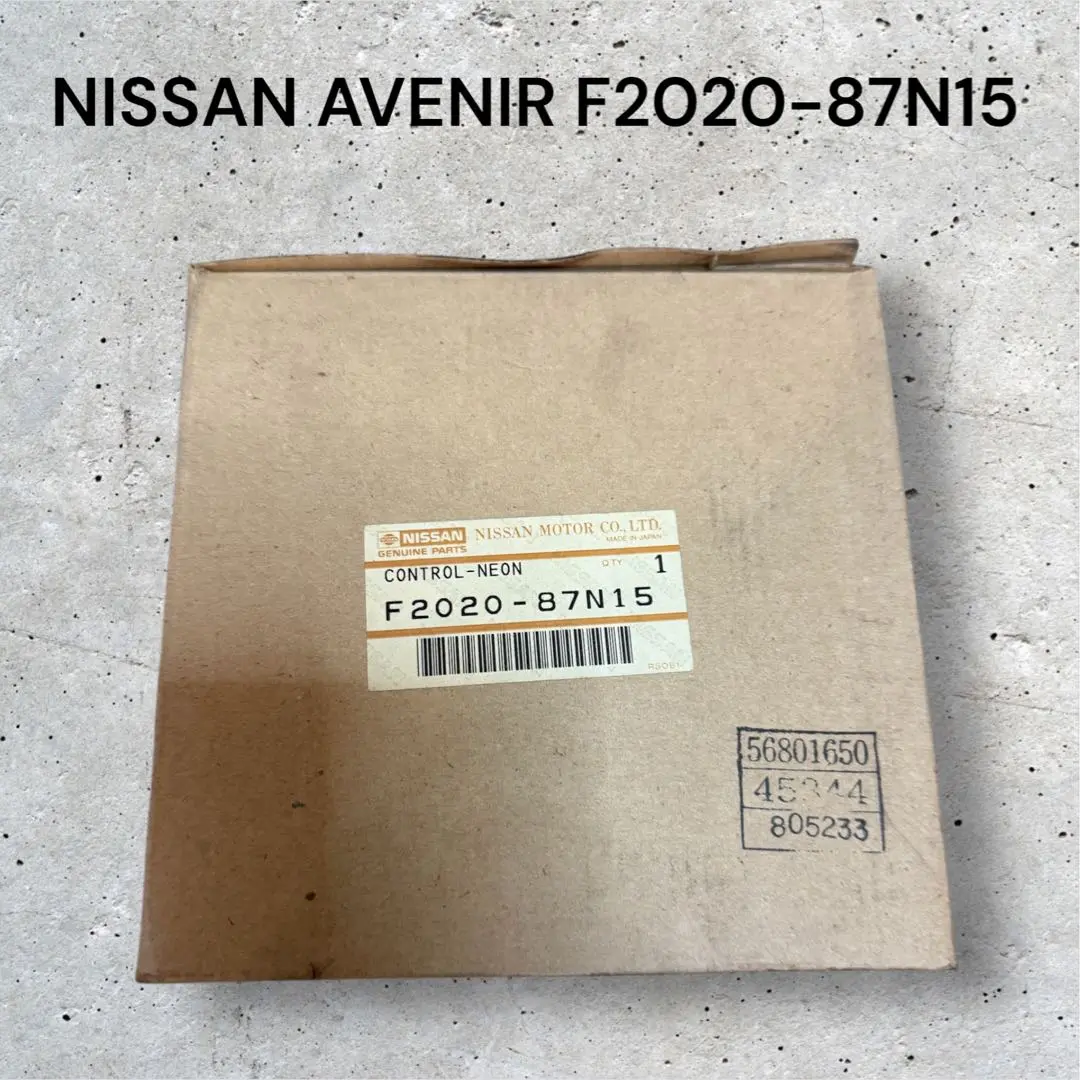 NISSAN AVENIR F2020-87N15
NISSAN NISSAN MOTOR CO., LTD.
GENUINE PARTS MADE IN JAPAN
CONTROL-NEON QTY 1
F2020-87N15
56801650
805233